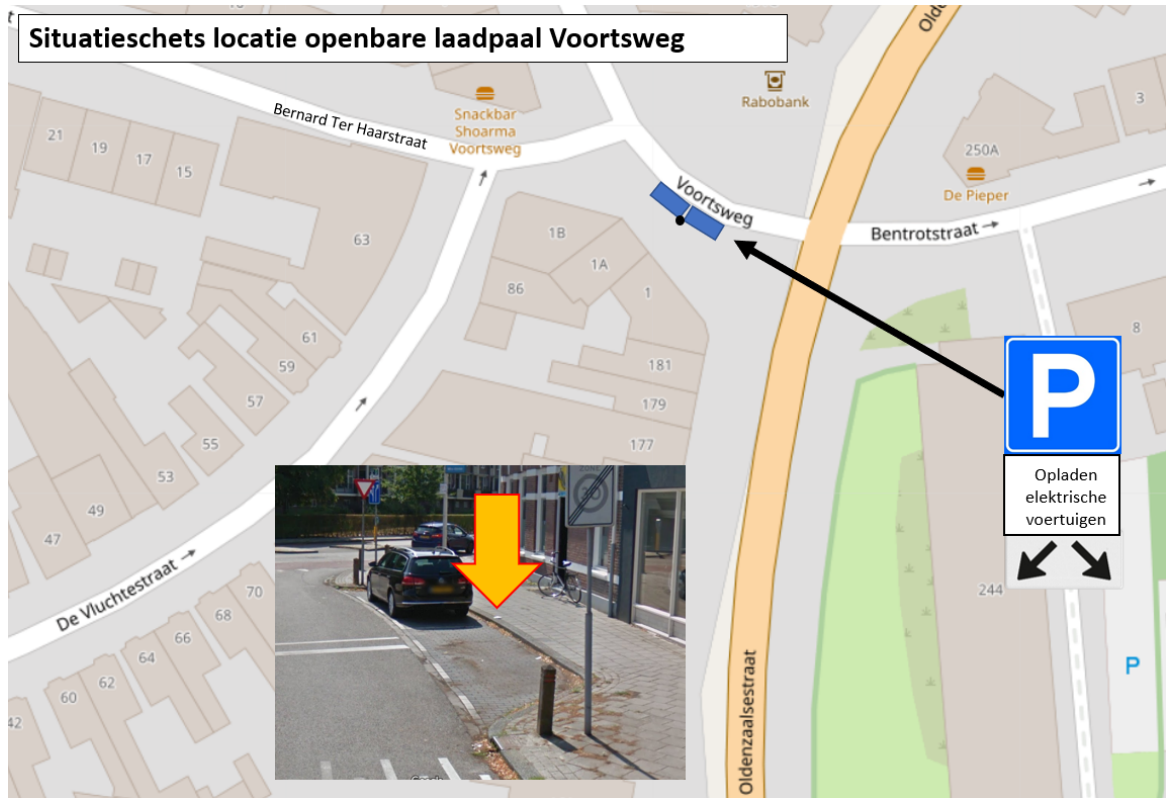 Situatieschets locatie openbare laadpaal Voortsweg
Rabobank
Snackbar
Shoarma
Voortsweg
Bernard Ter Haarstraat
3
21
19
17
15
250A
De Pieper
Voortsweg
Bentrotstraat
63
1B
1A
86
1
8
61
59
181
57
179
55
177
53
49
47
P
Opladen
elektrische
voertuigen
30
De Vluchtestraat
70
68
66
64
62
60
42
244
P
Oldenzaalsestraat